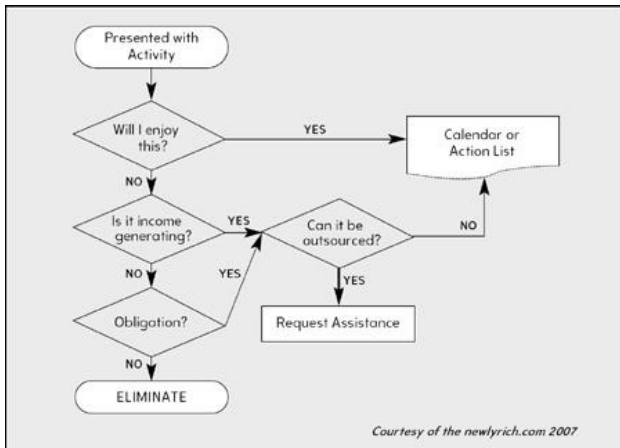 Presented with
Activity
Will I enjoy
this?
YES
Calendar or
Action List
NO
Is it income
generating?
YES
Can it be
outsourced?
NO
NO
YES
YES
Obligation?
Request Assistance
NO
ELIMINATE
Courtesy of the newlyrich.com 2007